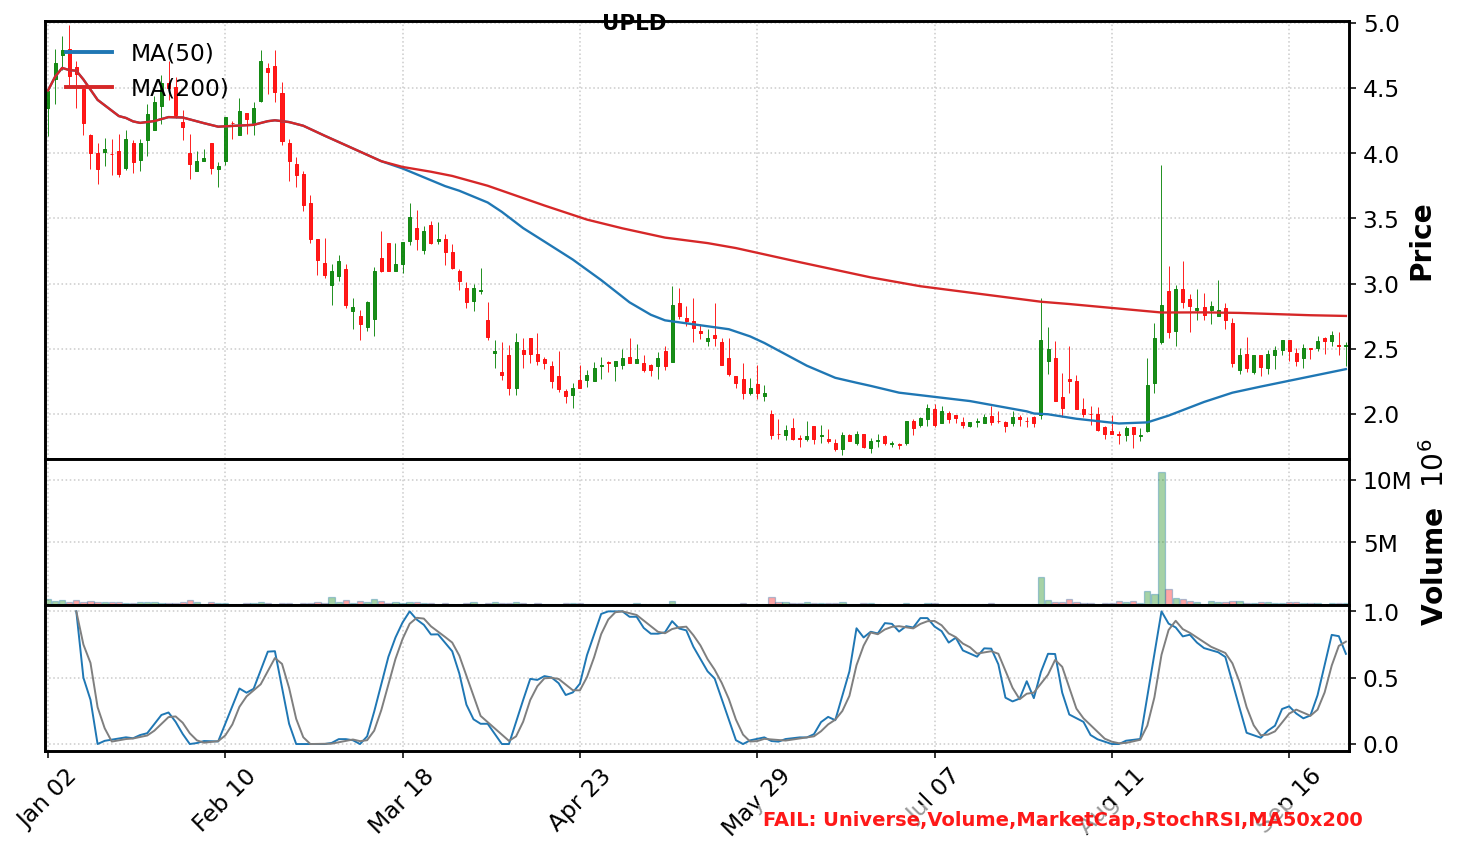 UPLD
MA(50)
MA(200)
5.0
4.5
4.0
3.5
3.0
2.5
2.0
Price
10M
5M
Volume 10^6
1.0
0.5
0.0
Jan 02
Feb 10
Mar 18
Apr 23
May 29
Jul 07
Aug 11
Sep 16
FAIL: Universe,Volume,MarketCap,StochRSI,MA50x200